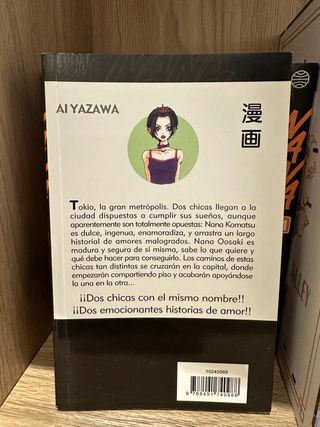 AI YAZAWA
漫
画
Tokio, la gran metrópolis. Dos chicas llegan a la
ciudad dispuestas a cumplir sus sueños, aunque
aparentemente son totalmente opuestas: Nana Komatsu
es dulce, ingenua, enamoradiza, y arrastra un largo
historial de amores malogrados. Nana Oosaki es
madura y segura de sí misma, sabe lo que quiere y
qué debe hacer para conseguirlo. Los caminos de estas
chicas tan distintas se cruzarán en la capital, donde
empezarán compartiendo piso y acabarán apoyándose
la una en la otra...
¡¡Dos chicas con el mismo nombre!!
¡¡Dos emocionantes historias de amor!!
10245569
9 788491 740988